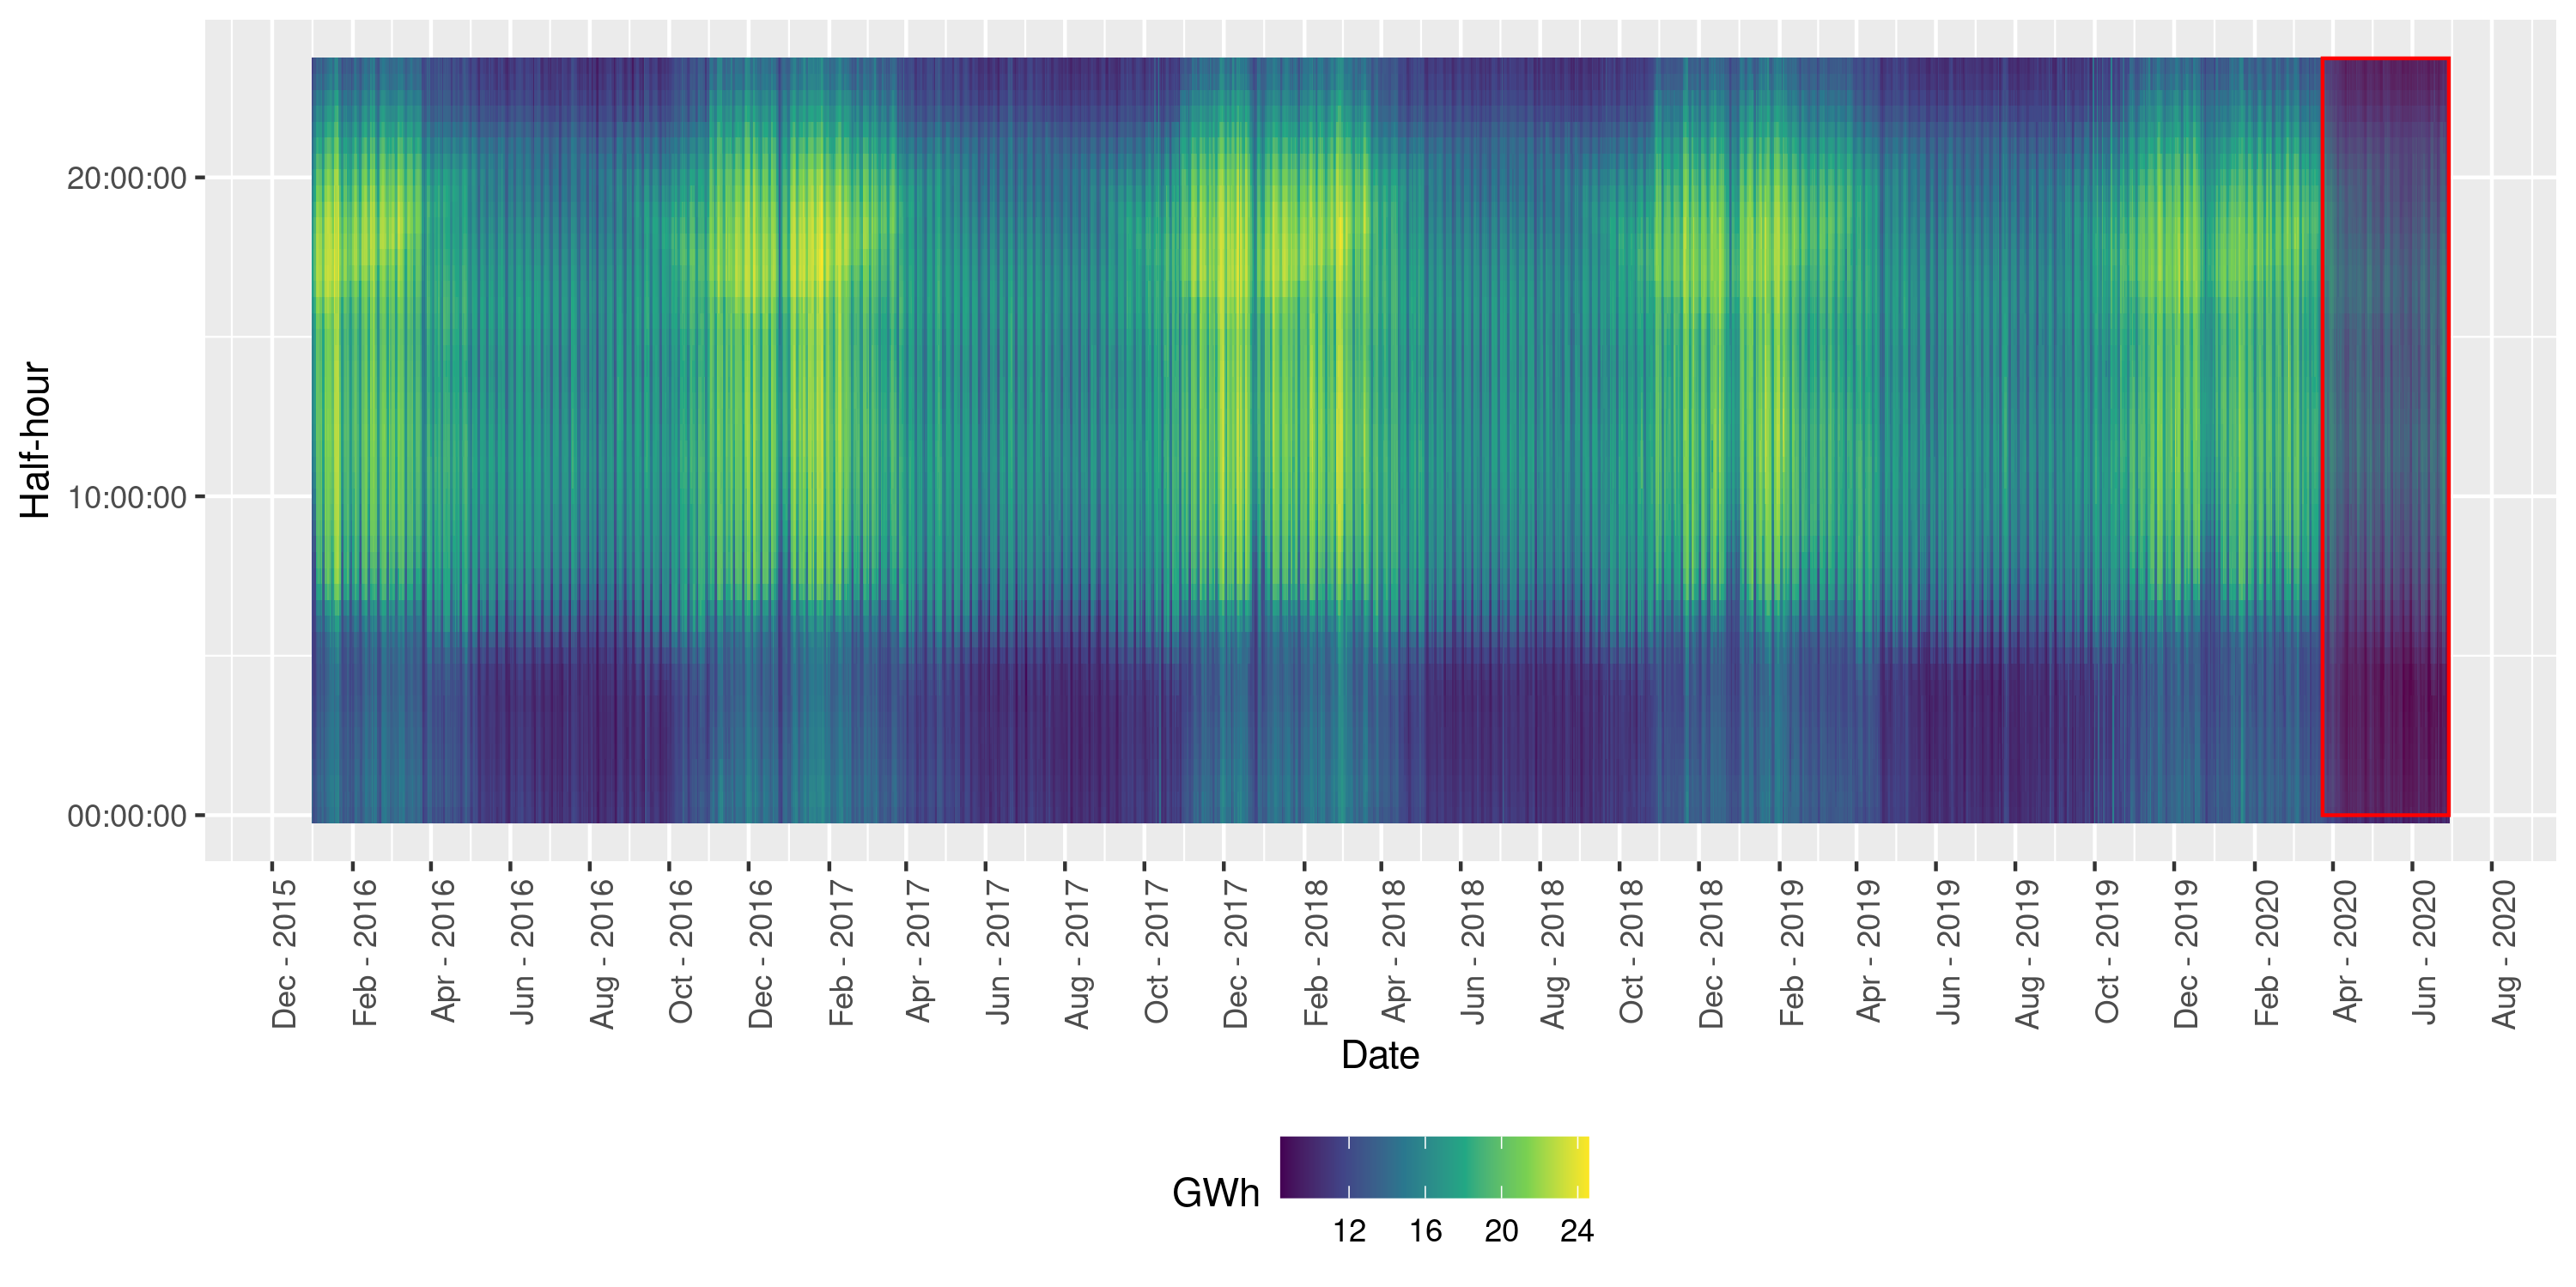 Half-hour
20:00:00
10:00:00
00:00:00
Dec - 2015
Feb - 2016
Apr - 2016
Jun - 2016
Aug - 2016
Oct - 2016
Dec - 2016
Feb - 2017
Apr - 2017
Jun - 2017
Aug - 2017
Oct - 2017
Dec - 2017
Feb - 2018
Apr - 2018
Jun - 2018
Aug - 2018
Oct - 2018
Dec - 2018
Feb - 2019
Apr - 2019
Jun - 2019
Aug - 2019
Oct - 2019
Dec - 2019
Feb - 2020
Apr - 2020
Jun - 2020
Aug - 2020
Date
GWh
12 16 20 24